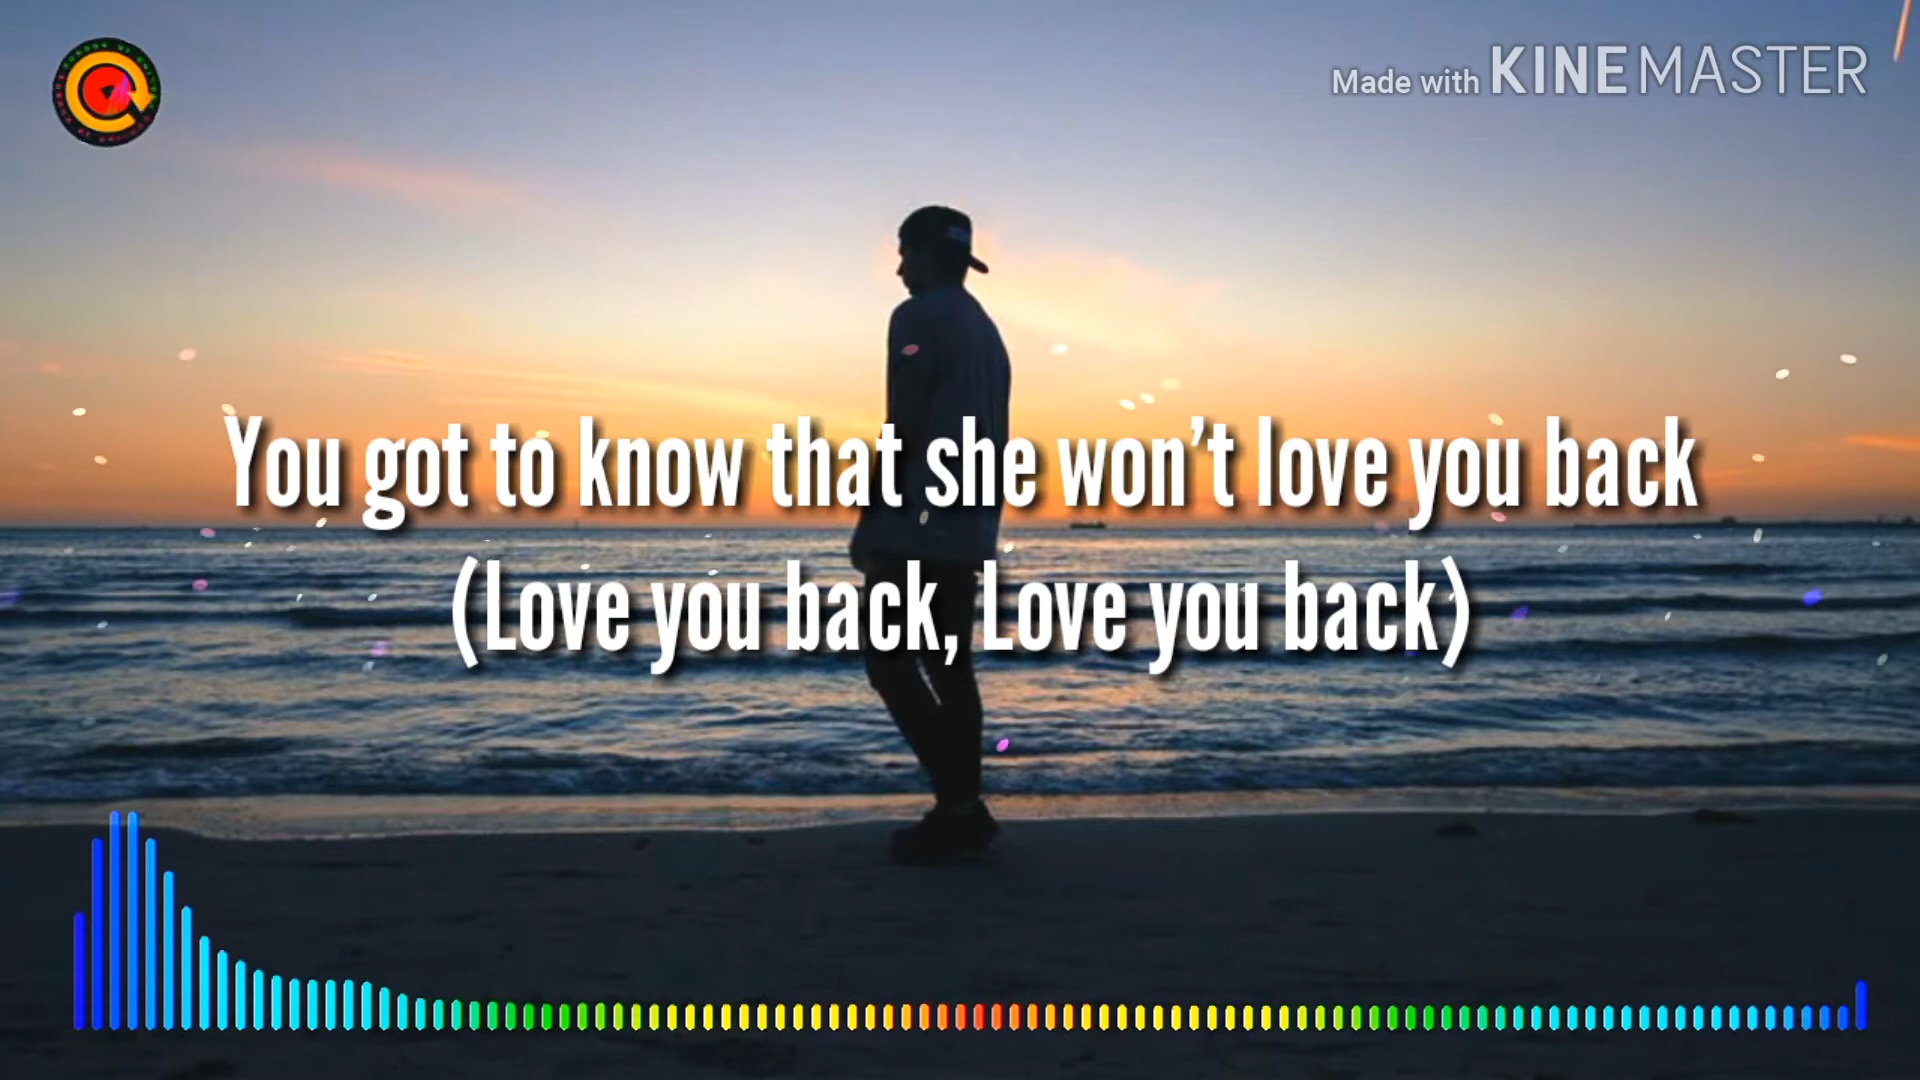 Made with KINEMASTER
You got to know that she won't love you back
(Love you back, Love you back)